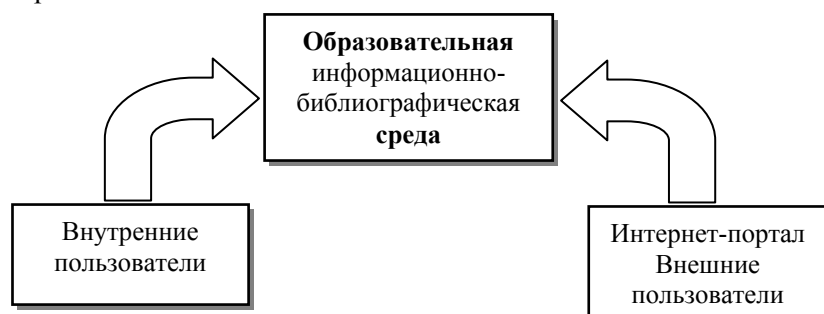 Образовательная
информационно-
библиографическая
среда
Внутренние
пользователи
Интернет-портал
Внешние
пользователи